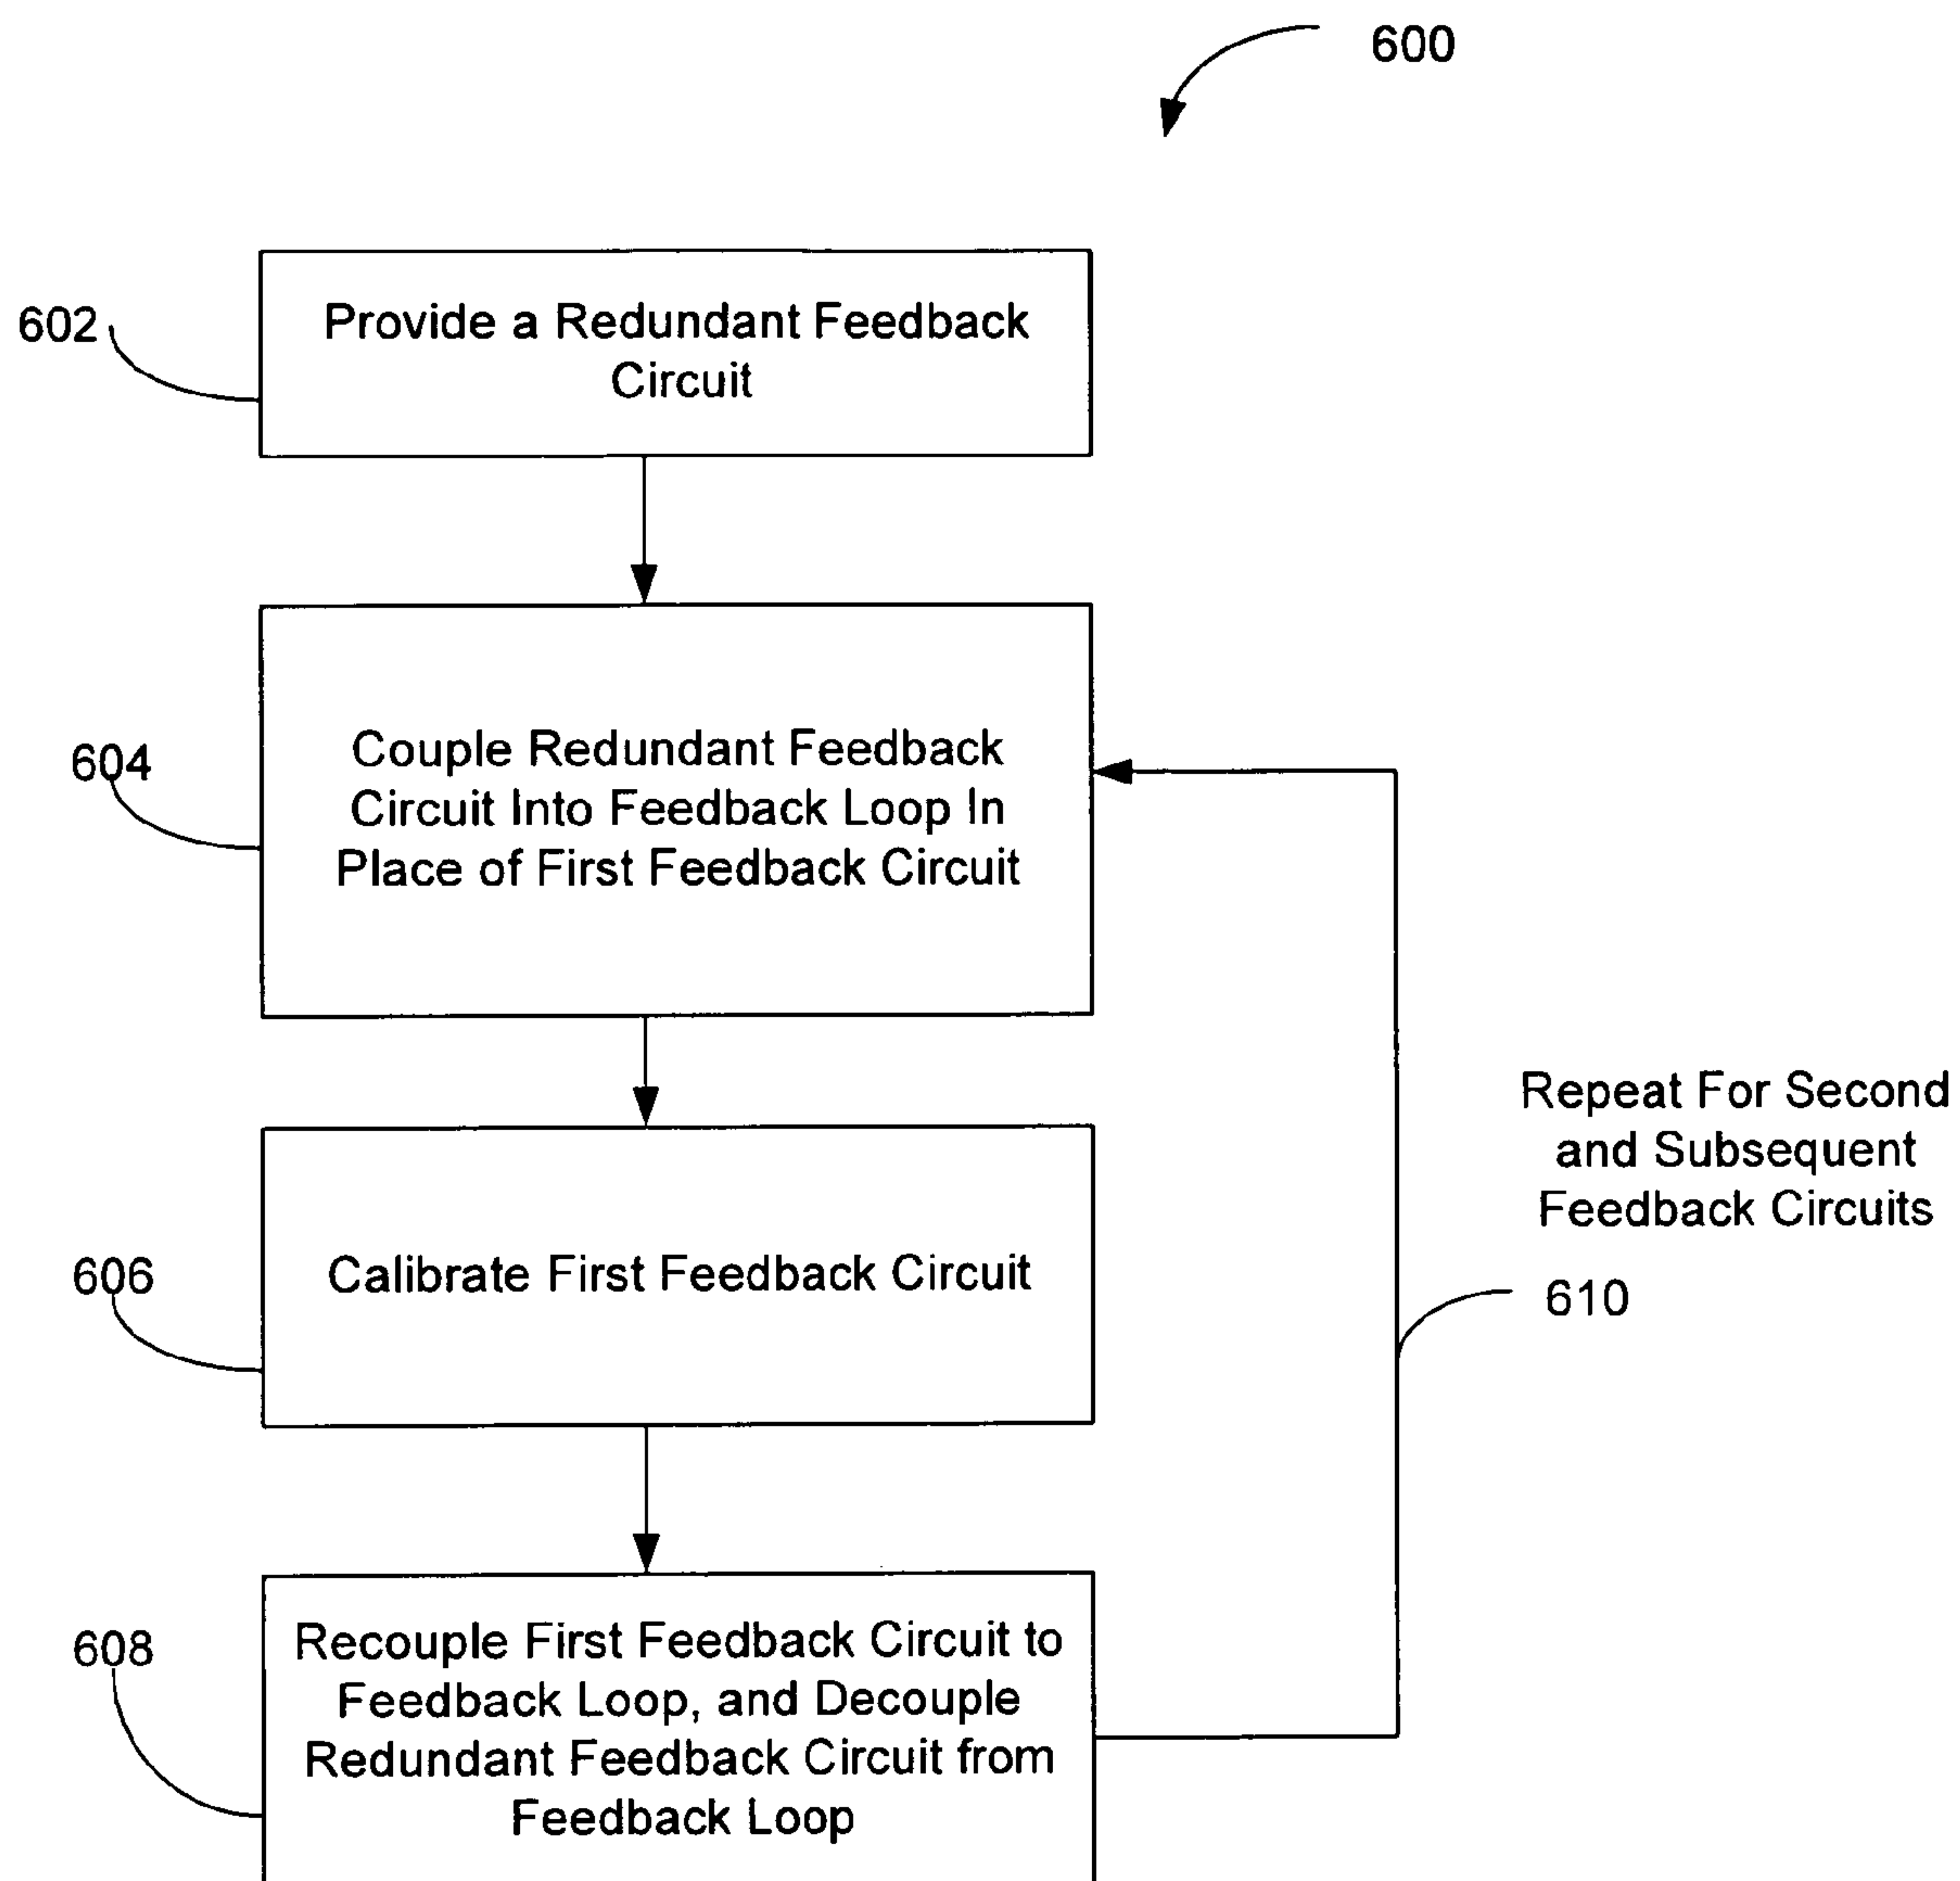 600
602
Provide a Redundant Feedback
Circuit
604
Couple Redundant Feedback
Circuit Into Feedback Loop In
Place of First Feedback Circuit
Repeat For Second
and Subsequent
Feedback Circuits
606
Calibrate First Feedback Circuit
610
608
Recouple First Feedback Circuit to
Feedback Loop, and Decouple
Redundant Feedback Circuit from
Feedback Loop